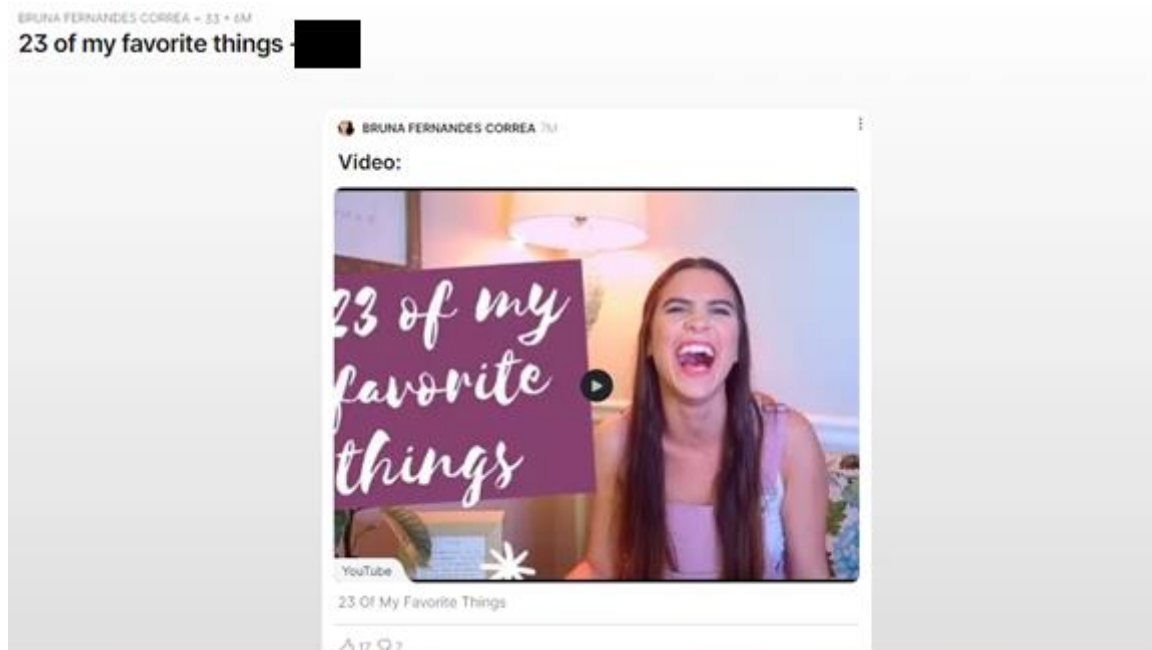 BRUNA FERNANDES CORREA • 33 • 6M
23 of my favorite things -
BRUNA FERNANDES CORREA 7M
Video:
23 of my
favorite
things
YouTube
23 Of My Favorite Things
17